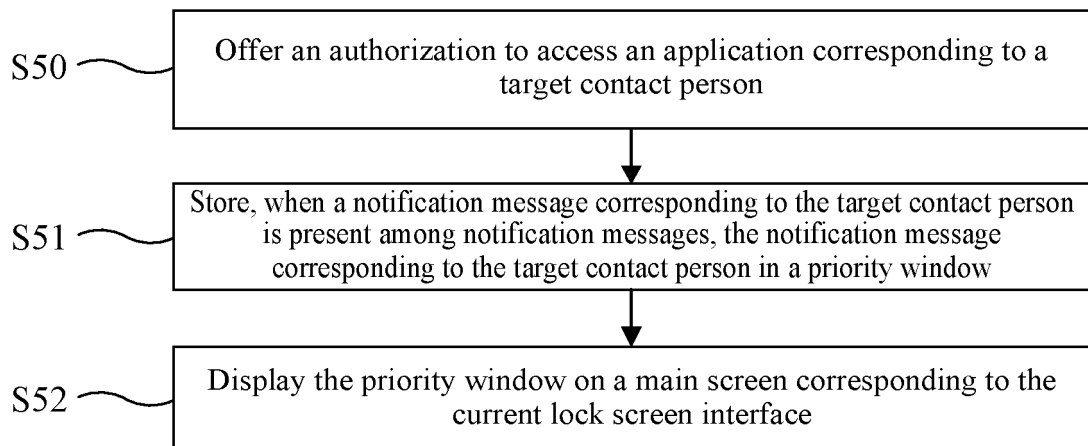 S50
Offer an authorization to access an application corresponding to a
target contact person
S51
Store, when a notification message corresponding to the target contact person
is present among notification messages, the notification message
corresponding to the target contact person in a priority window
S52
Display the priority window on a main screen corresponding to the
current lock screen interface